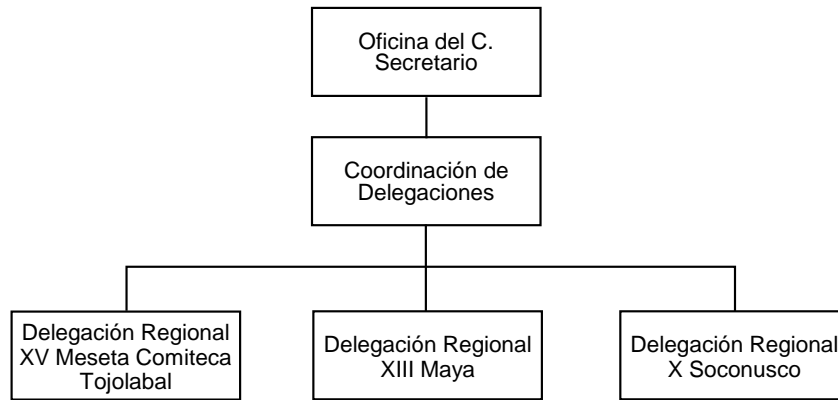 Oficina del C.
Secretario
Coordinación de
Delegaciones
Delegación Regional
XV Meseta Comiteca
Tojolabal
Delegación Regional
XIII Maya
Delegación Regional
X Soconusco